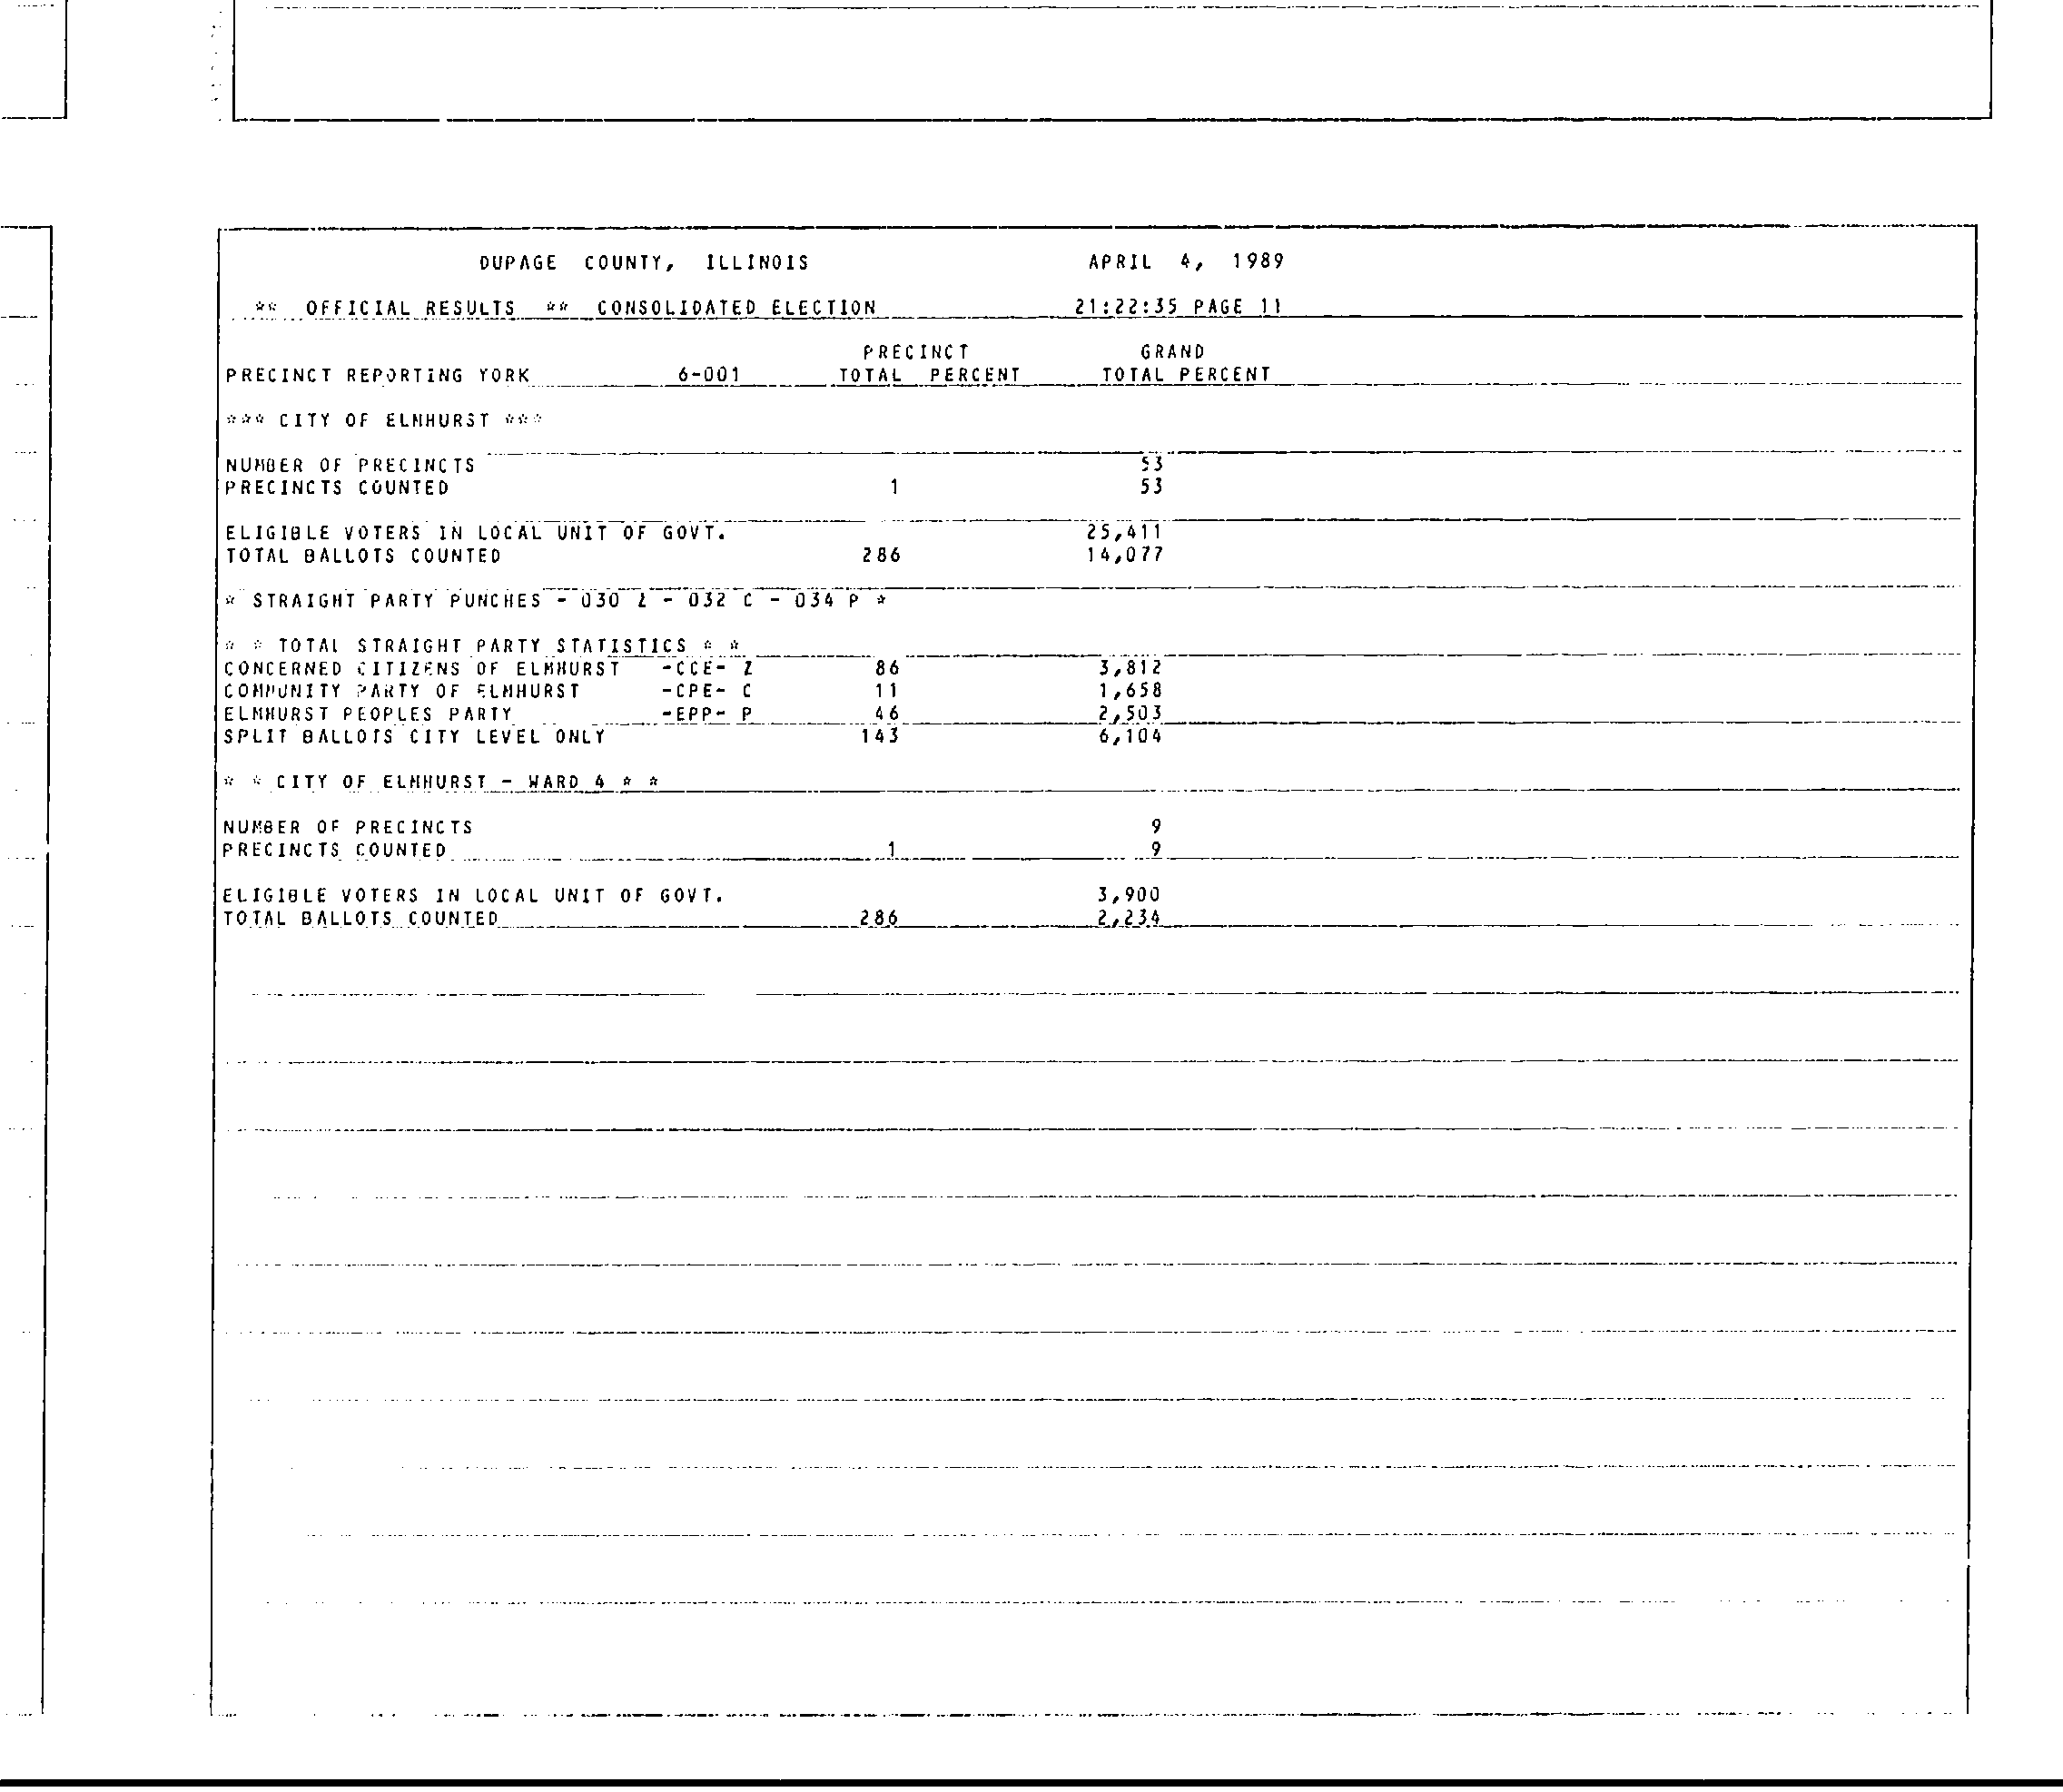 DUPAGE COUNTY, ILLINOIS APRIL 4, 1989
** OFFICIAL RESULTS ** CONSOLIDATED ELECTION 21:22:35 PAGE 11
PRECINCT GRAND
PRECINCT REPORTING YORK 6-001 TOTAL PERCENT TOTAL PERCENT
*** CITY OF ELMHURST ***
NUMBER OF PRECINCTS 53
PRECINCTS COUNTED 1 53
ELIGIBLE VOTERS IN LOCAL UNIT OF GOVT. 25,411
TOTAL BALLOTS COUNTED 286 14,077
* STRAIGHT PARTY PUNCHES - 030 Z - 032 C - 034 P *
* * TOTAL STRAIGHT PARTY STATISTICS * *
CONCERNED CITIZENS OF ELMHURST -CCE- Z 86 3,812
COMMUNITY PARTY OF ELMHURST -CPE- C 11 1,658
ELMHURST PEOPLES PARTY -EPP- P 46 2,503
SPLIT BALLOTS CITY LEVEL ONLY 143 6,104
* * CITY OF ELMHURST - WARD 4 * *
NUMBER OF PRECINCTS 9
PRECINCTS COUNTED 1 9
ELIGIBLE VOTERS IN LOCAL UNIT OF GOVT. 3,900
TOTAL BALLOTS COUNTED 286 2,234